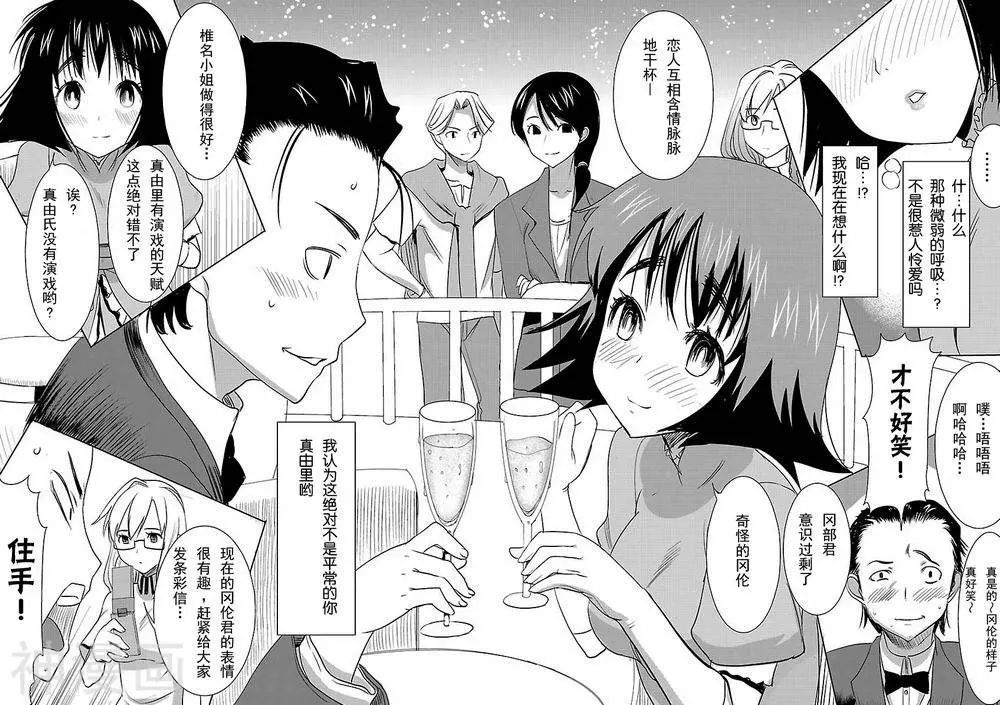 ……
什…什么
那种微弱的呼吸…?
不是很惹人怜爱吗
哈…!?
我现在在想什么啊!?
噗…唔唔唔
啊哈哈哈…
才不好笑！
真是的～冈伦的样子
真好笑～
恋人互相含情脉脉
地干杯—
冈部君
意识过剩了
奇怪的冈伦
我认为这绝对不是平常的你
真由里哟
椎名小姐做得很好…
真由里有演戏的天赋
这点绝对错不了
诶?
真由氏没有演戏哟?
现在的冈伦君的表情
很有趣，赶紧给大家
发条彩信…
住手！
神漫画